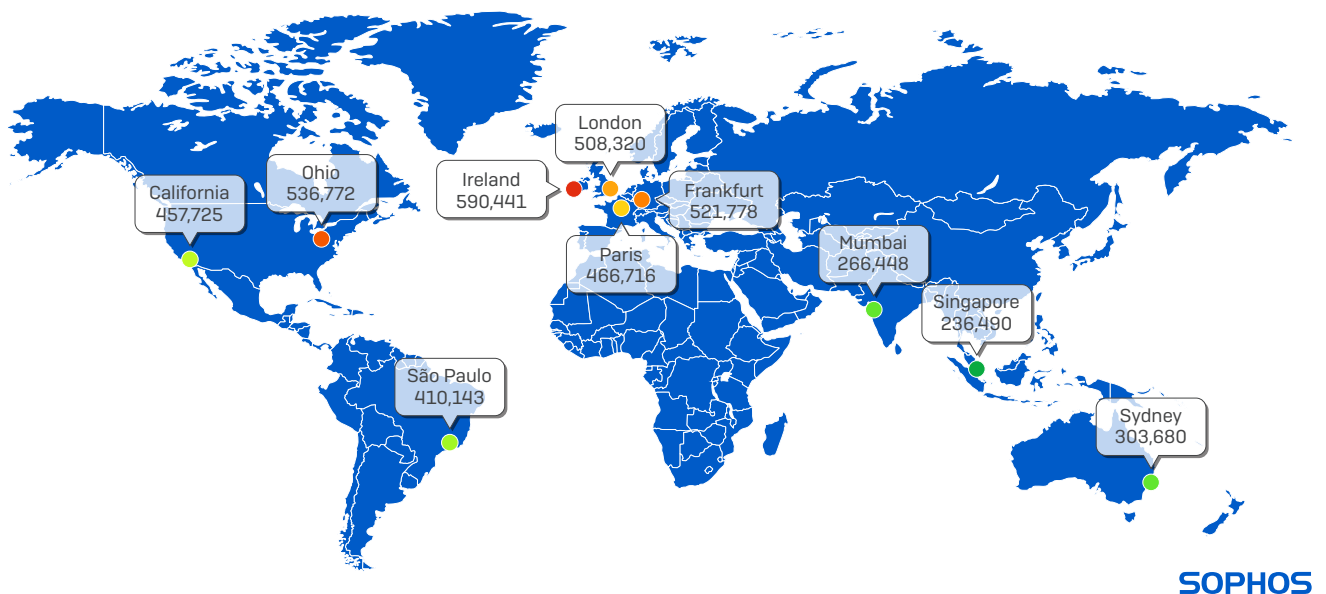 London
508,320
Ohio
536,772
Ireland
590,441
California
457,725
Frankfurt
521,778
Paris
466,716
Mumbai
266,448
Singapore
236,490
São Paulo
410,143
Sydney
303,680
SOPHOS